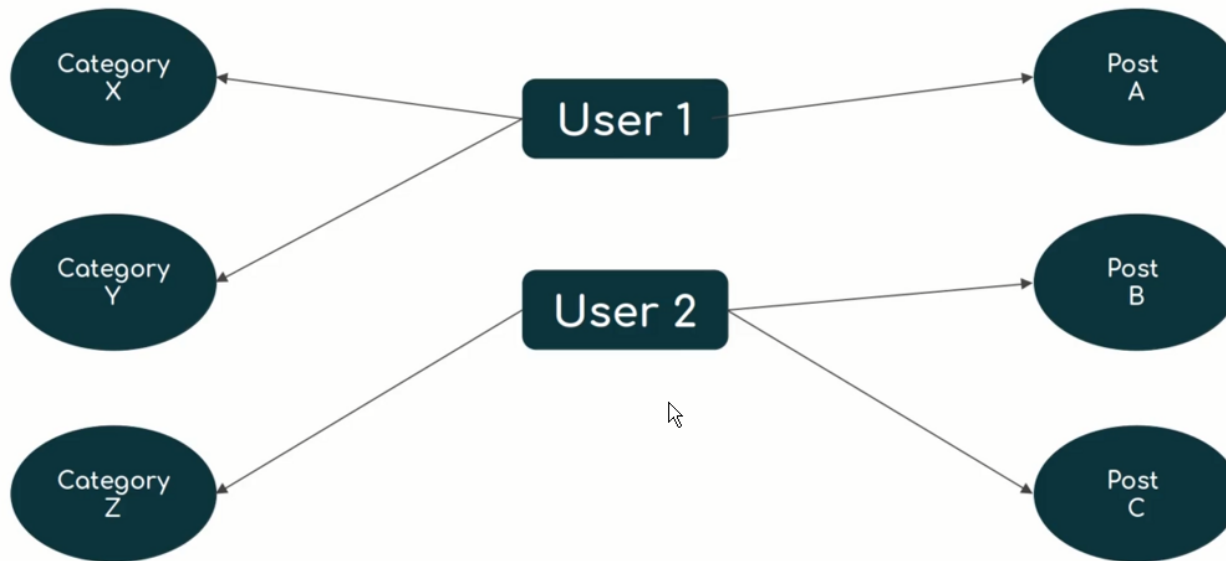 Category
X
User 1
Post
A
Category
Y
User 2
Post
B
Category
Z
Post
C